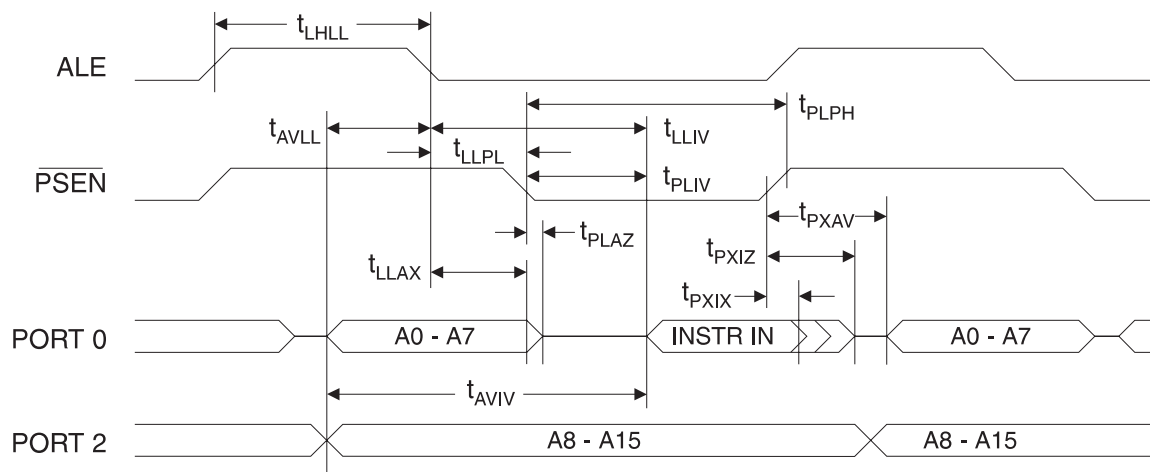 tLHLL
ALE
tPLPH
tAVLL
tLLIV
tLLPL
PSEN
tPLIV
tPXAV
tPLAZ
tPXIZ
tLLAX
tPXIX
PORT 0
A0 - A7
INSTR IN
A0 - A7
tAVIV
PORT 2
A8 - A15
A8 - A15